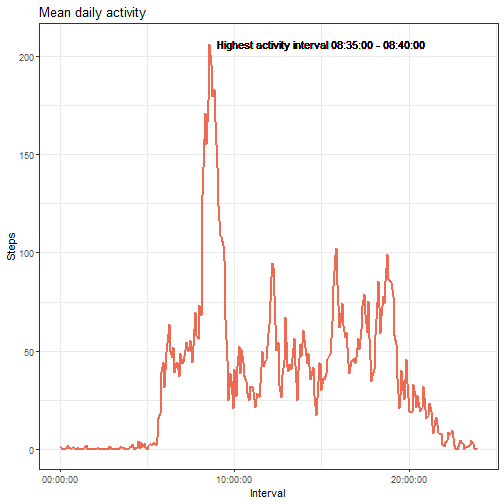 Mean daily activity
Highest activity interval 08:35:00 - 08:40:00
200
150
100
50
0
Steps
00:00:00
10:00:00
20:00:00
Interval